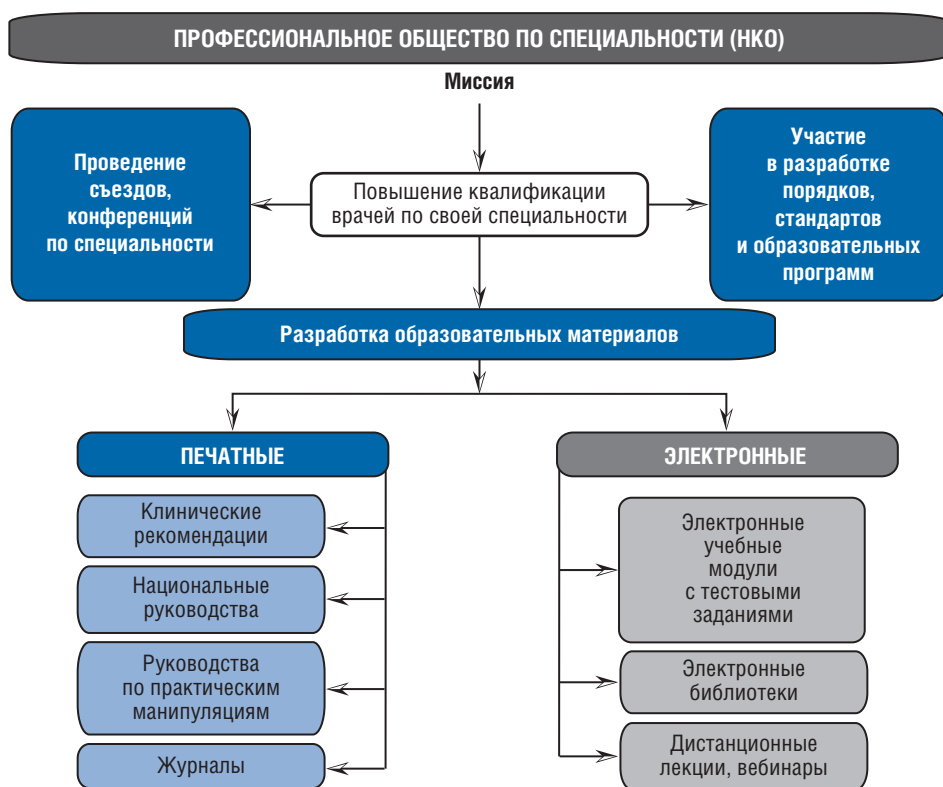 ПРОФЕССИОНАЛЬНОЕ ОБЩЕСТВО ПО СПЕЦИАЛЬНОСТИ (НКО)
Миссия
Проведение
съездов,
конференций
по специальности
Повышение квалификации
врачей по своей специальности
Участие
в разработке
порядков,
стандартов
и образовательных
программ
Разработка образовательных материалов
ПЕЧАТНЫЕ
Клинические
рекомендации
Национальные
руководства
Руководства
по практическим
манипуляциям
Журналы
ЭЛЕКТРОННЫЕ
Электронные
учебные
модули
с тестовыми
заданиями
Электронные
библиотеки
Дистанционные
лекции, вебинары